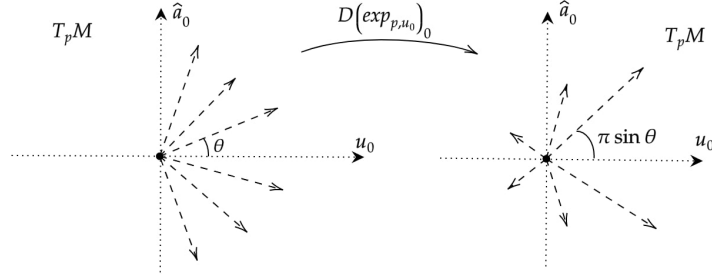 T_pM
â_0
D(exp_{p,u_0})_0
â_0
T_pM
θ
u_0
π sin θ
u_0